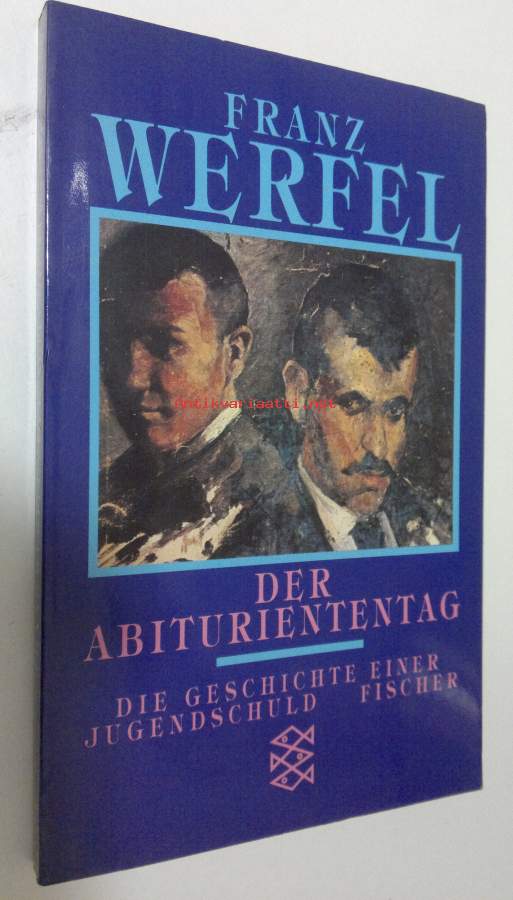 FRANZ
WERFEL
Antikvariaatti.net
DER
ABITURIENTENTAG
DIE GESCHICHTE EINER
JUGENDSCHULD FISCHER